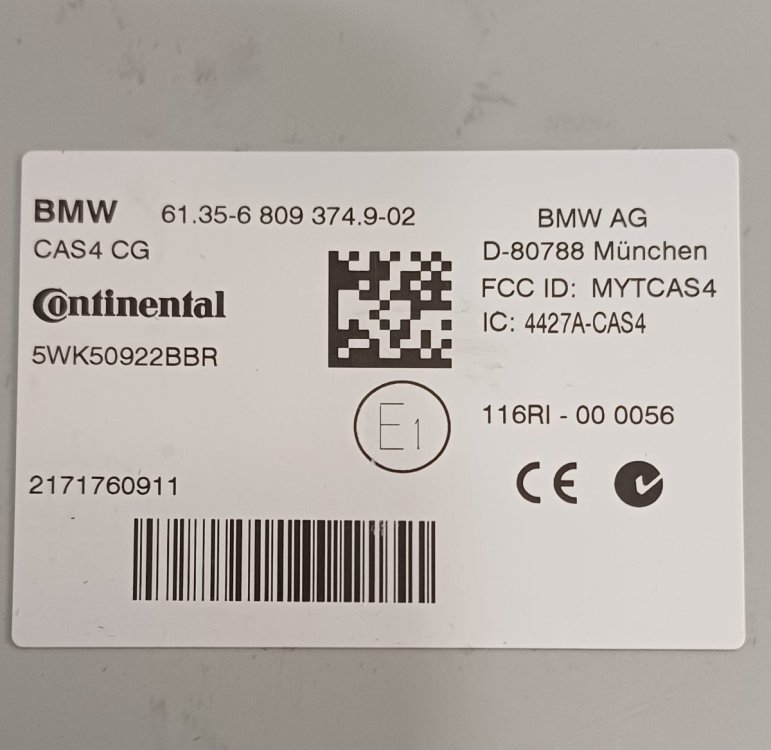 BMW 61.35-6 809 374.9-02
CAS4 CG
Continental
5WK50922BBR
2171760911
BMW AG
D-80788 München
FCC ID: MYTCAS4
IC: 4427A-CAS4
E1
116RI - 00 0056
CE